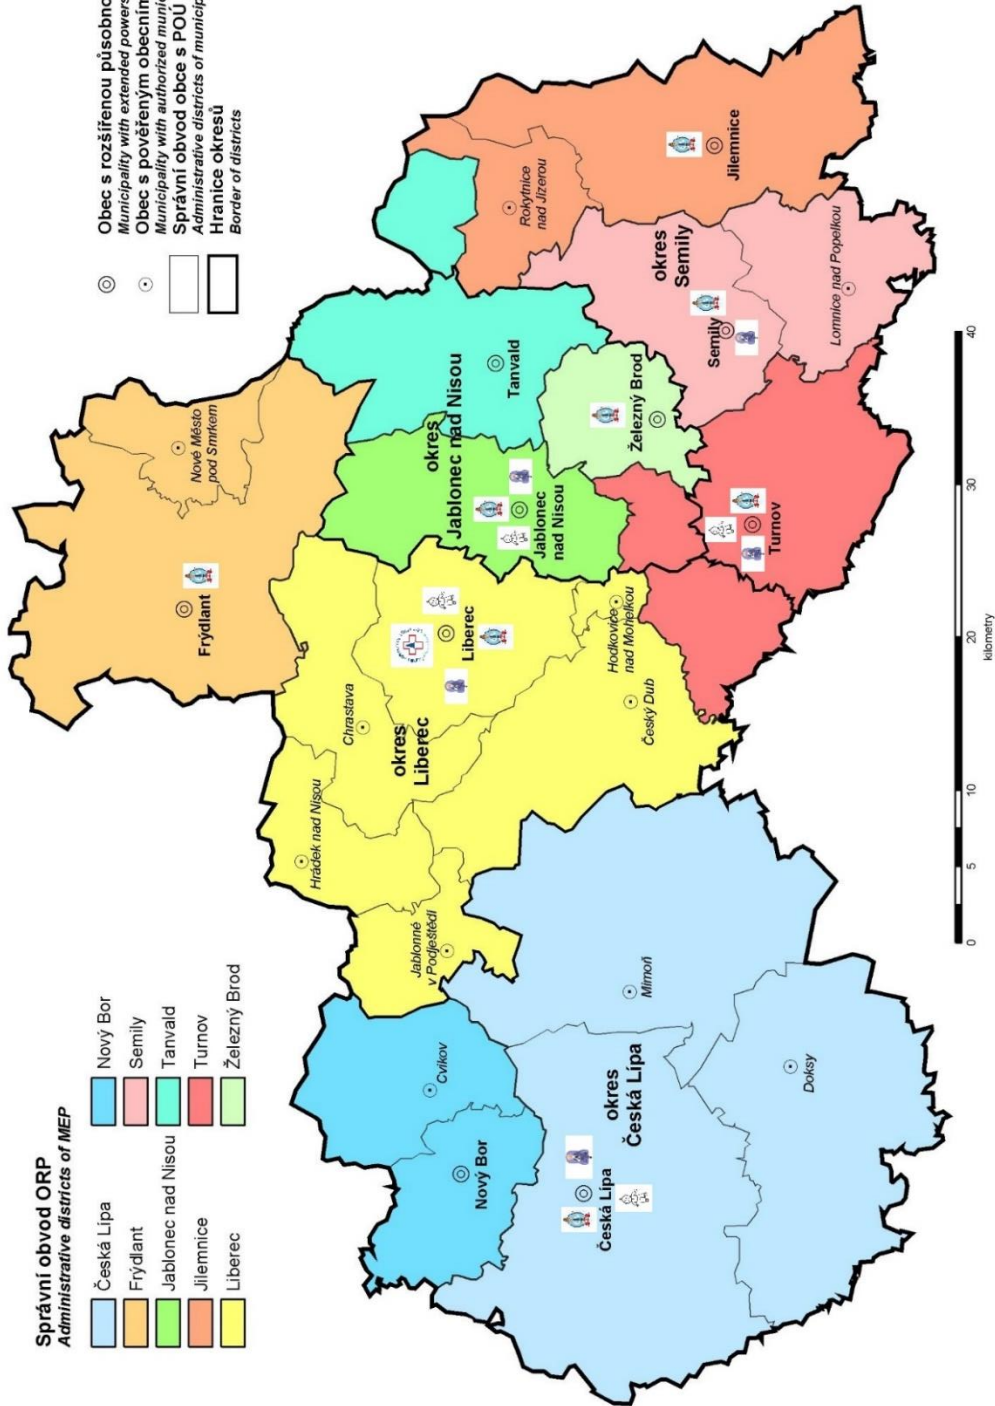 Správní obvod ORP
Administrative districts of MEP
Česká Lípa
Frýdlant
Jablonec nad Nisou
Jilemnice
Liberec
Nový Bor
Semily
Tanvald
Turnov
Železný Brod
Obec s rozšířenou působno
Municipality with extended powers
Obec s pověřeným obecním
Municipality with authorized munic
Správní obvod obce s POÚ
Administrative districts of municip
Hranice okresů
Border of districts
Frýdlant
Nové Město
pod Smrkem
Hrádek nad Nisou
Chrastava
okres
Liberec
Liberec
Jablonné
v Podještědí
Český Dub
Hodkovice
nad Mohelkou
okres
Jablonec nad Nisou
Jablonec
nad Nisou
Tanvald
Železný Brod
Rokytnice
nad Jizerou
Jilemnice
okres
Semily
Semily
Lomnice nad Popelkou
Turnov
Cvikov
Nový Bor
okres
Česká Lípa
Česká Lípa
Mimoň
Doksy
0
5
10
20
30
40
kilometry